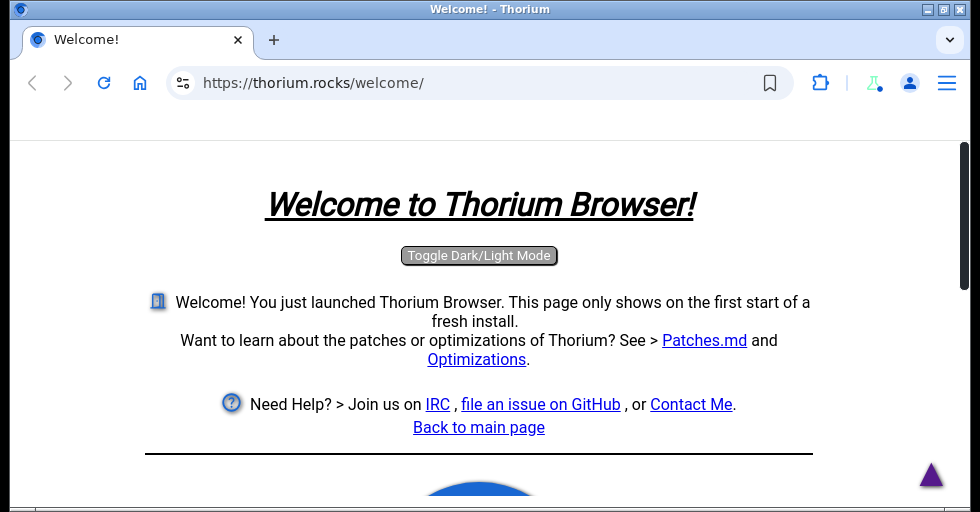 Welcome! - Thorium
Welcome!
https://thorium.rocks/welcome/
Welcome to Thorium Browser!
Toggle Dark/Light Mode
Welcome! You just launched Thorium Browser. This page only shows on the first start of a
fresh install.
Want to learn about the patches or optimizations of Thorium? See > Patches.md and
Optimizations.
Need Help? > Join us on IRC , file an issue on GitHub , or Contact Me.
Back to main page